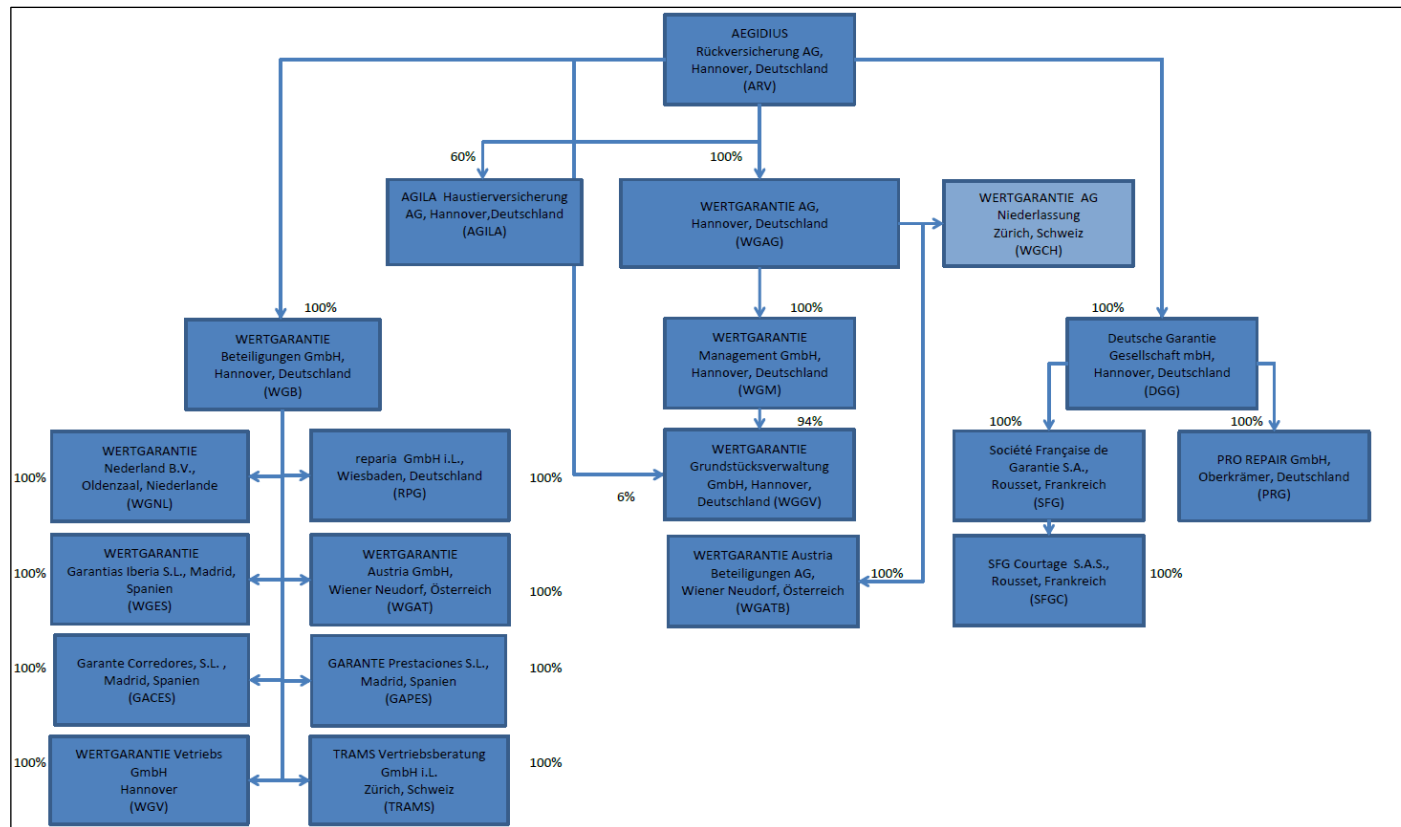 AEGIDIUS
Rückversicherung AG,
Hannover, Deutschland
(ARV)
60%
100%
AGILA  Haustierversicherung
AG, Hannover,Deutschland
(AGILA)
WERTGARANTIE AG,
Hannover, Deutschland
(WGAG)
WERTGARANTIE  AG
Niederlassung
Zürich, Schweiz
(WGCH)
100%
100%
100%
WERTGARANTIE
Beteiligungen GmbH,
Hannover, Deutschland
(WGB)
WERTGARANTIE
Management GmbH,
Hannover, Deutschland
(WGM)
Deutsche Garantie
Gesellschaft mbH,
Hannover, Deutschland
(DGG)
94%
100%
100%
100%
WERTGARANTIE
Nederland B.V.,
Oldenzaal, Niederlande
(WGNL)
reparia  GmbH i.L.,
Wiesbaden, Deutschland
(RPG)
100%
6%
WERTGARANTIE
Grundstücksverwaltung
GmbH, Hannover,
Deutschland (WGGV)
Société Française de
Garantie S.A.,
Rousset, Frankreich
(SFG)
PRO REPAIR GmbH,
Oberkrämer, Deutschland
(PRG)
100%
WERTGARANTIE
Garantias Iberia S.L., Madrid,
Spanien
(WGES)
WERTGARANTIE
Austria GmbH,
Wiener Neudorf, Österreich
(WGAT)
100%
WERTGARANTIE Austria
Beteiligungen AG,
Wiener Neudorf, Österreich
(WGATB)
100%
SFG Courtage  S.A.S.,
Rousset, Frankreich
(SFGC)
100%
100%
Garante Corredores, S.L. ,
Madrid, Spanien
(GACES)
GARANTE Prestaciones S.L.,
Madrid, Spanien
(GAPES)
100%
100%
WERTGARANTIE Vetriebs
GmbH
Hannover
(WGV)
TRAMS Vertriebsberatung
GmbH i.L.
Zürich, Schweiz
(TRAMS)
100%